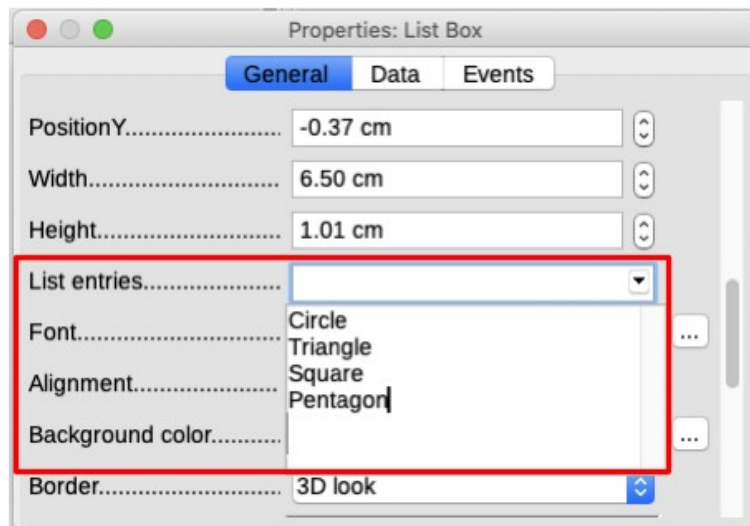 Properties: List Box
General Data Events
PositionY........................ -0.37 cm
Width............................ 6.50 cm
Height........................... 1.01 cm
List entries....................
Circle
Font.............................. ...
Triangle
Alignment.....................
Square
Pentagon
Background color.......... ...
Border.......................... 3D look